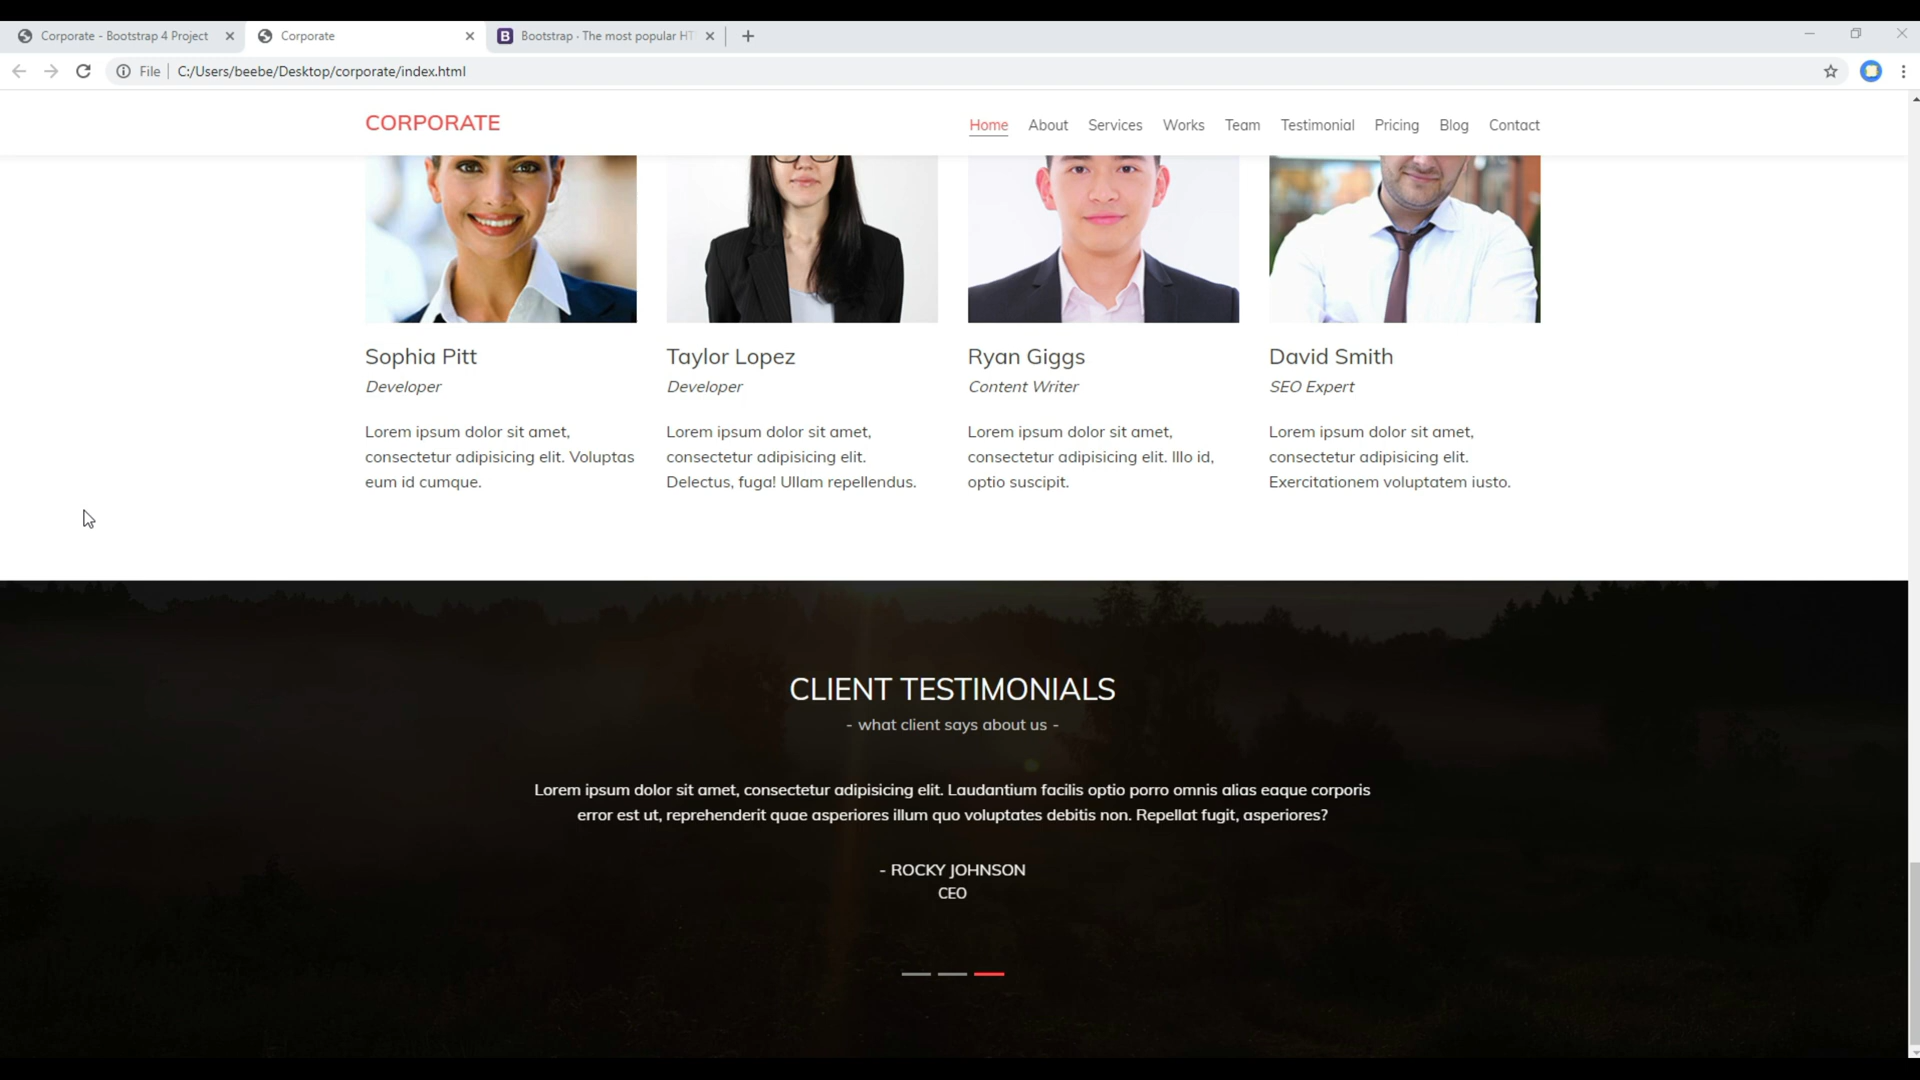 Corporate - Bootstrap 4 Project
Corporate
B Bootstrap · The most popular HT
File
C:/Users/beebe/Desktop/corporate/index.html
CORPORATE
Home About Services Works Team Testimonial Pricing Blog Contact
Sophia Pitt
Developer
Lorem ipsum dolor sit amet,
consectetur adipisicing elit. Voluptas
eum id cumque.
Taylor Lopez
Developer
Lorem ipsum dolor sit amet,
consectetur adipisicing elit.
Delectus, fuga! Ullam repellendus.
Ryan Giggs
Content Writer
Lorem ipsum dolor sit amet,
consectetur adipisicing elit. Illo id,
optio suscipit.
David Smith
SEO Expert
Lorem ipsum dolor sit amet,
consectetur adipisicing elit.
Exercitationem voluptatem iusto.
CLIENT TESTIMONIALS
- what client says about us -
Lorem ipsum dolor sit amet, consectetur adipisicing elit. Laudantium facilis optio porro omnis alias eaque corporis
error est ut, reprehenderit quae asperiores illum quo voluptates debitis non. Repellat fugit, asperiores?
- ROCKY JOHNSON
CEO